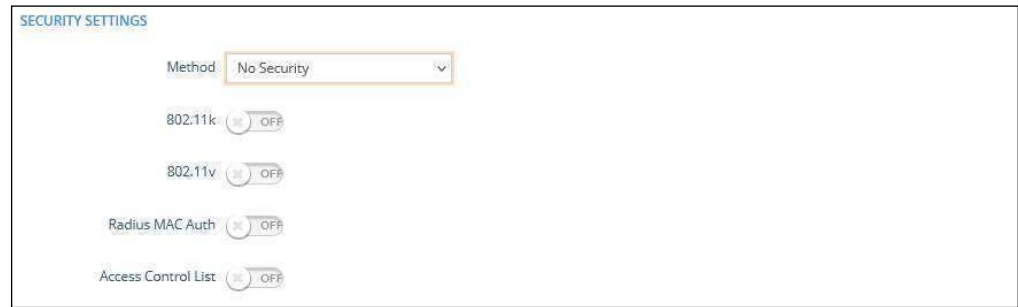 SECURITY SETTINGS
Method No Security
802.11k OFF
802.11v OFF
Radius MAC Auth OFF
Access Control List OFF